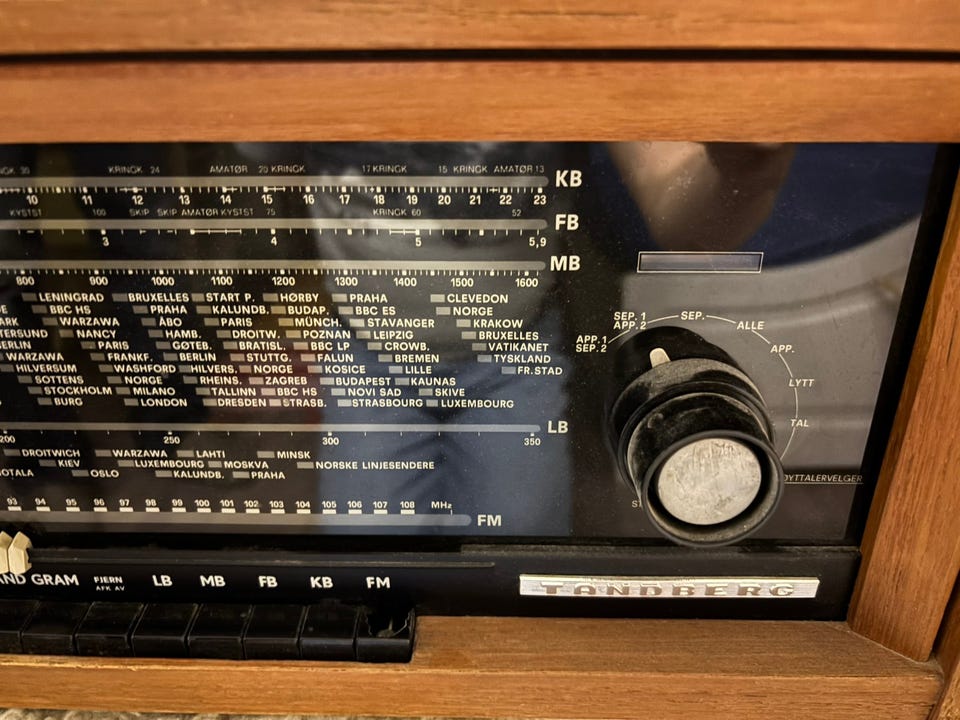 KRINGK 24 AMATØR 20 KRINGK 17 KRINGK 15 KRINGK AMATØR 13
KB
10 11 12 13 14 15 16 17 18 19 20 21 22 23
KYSTST 100 SKIP SKIP AMATØR KYSTST 75 KRINGK 60 52
FB
3 4 5 5,9
MB
800 900 1000 1100 1200 1300 1400 1500 1600
LENINGRAD BRUXELLES START P. HØRBY PRAHA CLEVEDON
BBC HS PRAHA KALUNDB. BUDAP. BBC ES NORGE
WARZAWA ÅBO PARIS MÜNCH. STAVANGER KRAKOW
NANCY HAMB. DROITW. POZNAN LEIPZIG BRUXELLES
PARIS GØTEB. BRATISL. BBC LP CROWB. VATIKANET
WARZAWA FRANKF. BERLIN STUTTG. FALUN BREMEN TYSKLAND
HILVERSUM WASHFORD HILVERS. NORGE KOSICE LILLE FR.STAD
SOTTENS NORGE RHEINS. ZAGREB BUDAPEST KAUNAS
STOCKHOLM MILANO TALLINN BBC HS NOVI SAD SKIVE
BURG LONDON DRESDEN STRASB. STRASBOURG LUXEMBOURG
LB
200 250 300 350
DROITWICH WARZAWA LAHTI MINSK
KIEV LUXEMBOURG MOSKVA NORSKE LINJESENDERE
OSLO KALUNDB. PRAHA
93 94 95 96 97 98 99 100 101 102 103 104 105 106 107 108 MHz
FM
GRAM FJERN LB MB FB KB FM
AFK AV
SEP. 1 SEP. ALLE
APP. 2
APP. 1 APP.
SEP. 2
LYTT
TAL
TANDBERG